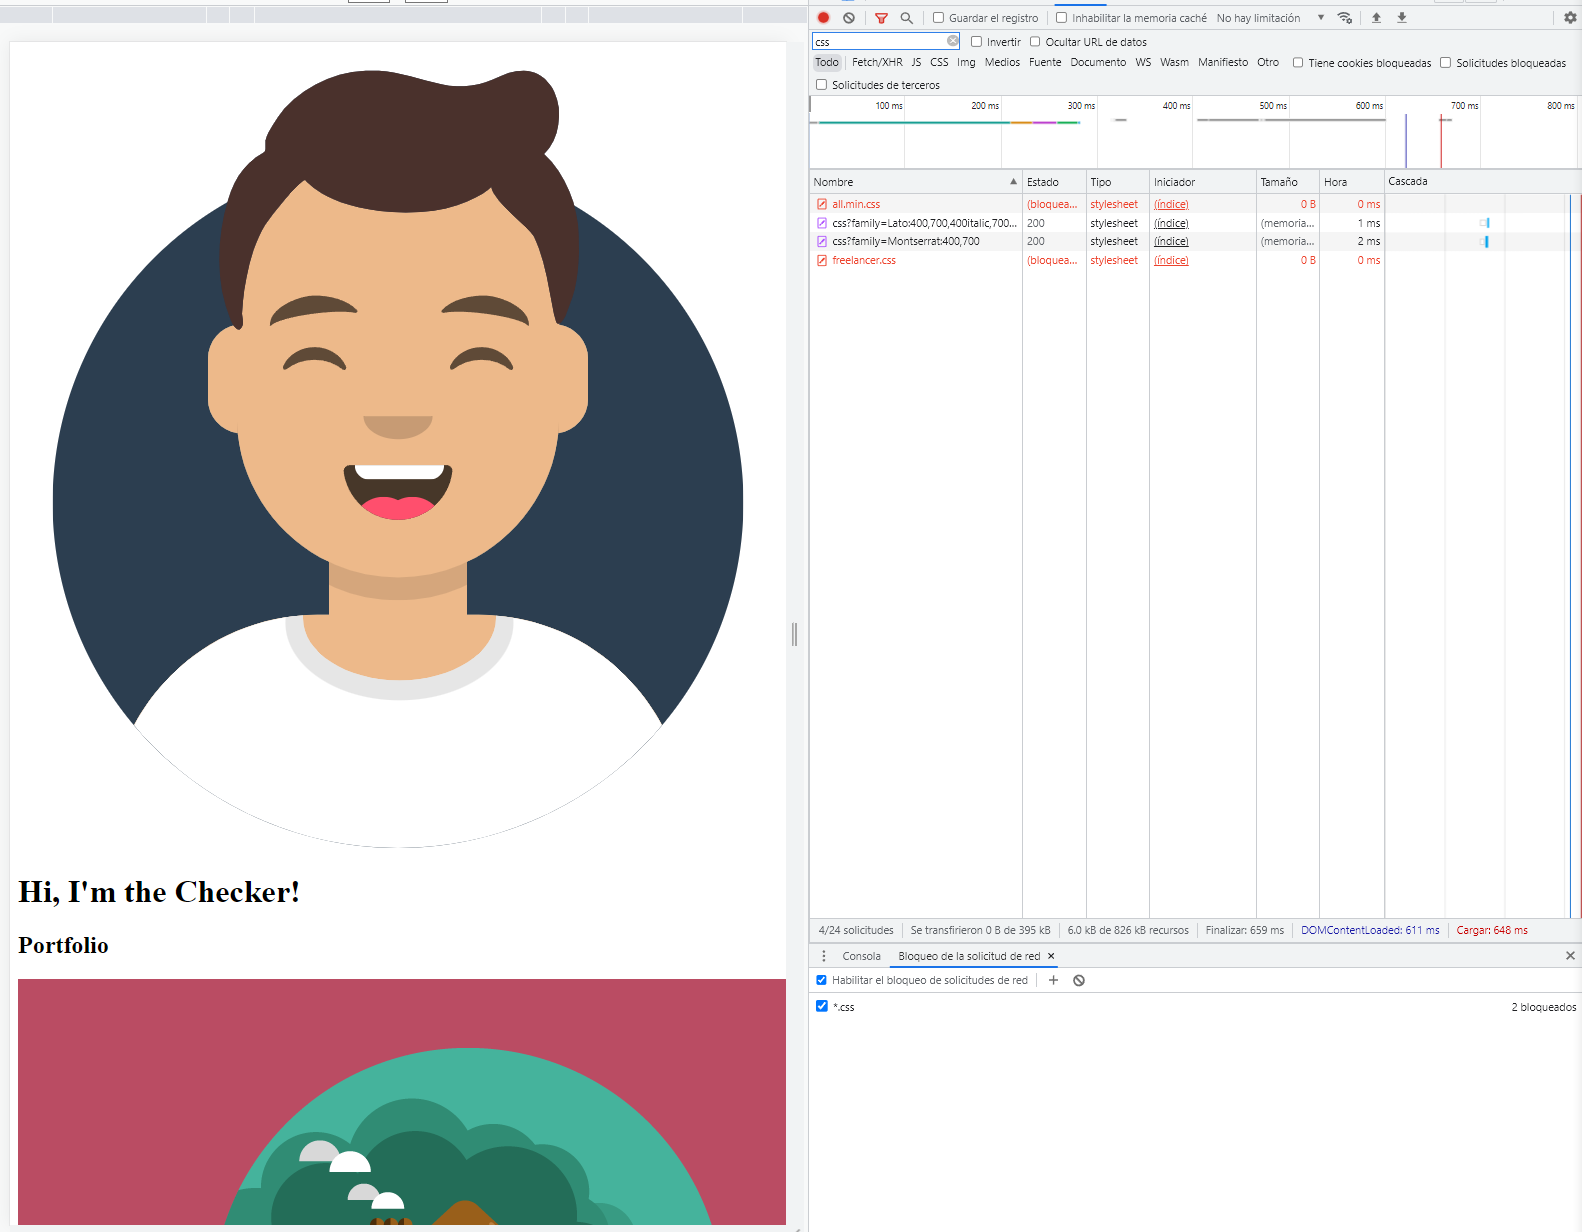 Hi, I'm the Checker!
Portfolio
Guardar el registro Inhabilitar la memoria caché No hay limitación
css Invertir Ocultar URL de datos
Todo Fetch/XHR JS CSS Img Medios Fuente Documento WS Wasm Manifiesto Otro Tiene cookies bloqueadas Solicitudes bloqueadas
Solicitudes de terceros
100 ms 200 ms 300 ms 400 ms 500 ms 600 ms 700 ms 800 ms
Nombre Estado Tipo Iniciador Tamaño Hora Cascada
all.min.css (bloquea... stylesheet (índice) 0 B 0 ms
css?family=Lato:400,700,400italic,700... 200 stylesheet (índice) (memoria... 1 ms
css?family=Montserrat:400,700 200 stylesheet (índice) (memoria... 2 ms
freelancer.css (bloquea... stylesheet (índice) 0 B 0 ms
4/24 solicitudes Se transfirieron 0 B de 395 kB 6.0 kB de 826 kB recursos Finalizar: 659 ms DOMContentLoaded: 611 ms Cargar: 648 ms
Consola Bloqueo de la solicitud de red ×
Habilitar el bloqueo de solicitudes de red
*.css 2 bloqueados